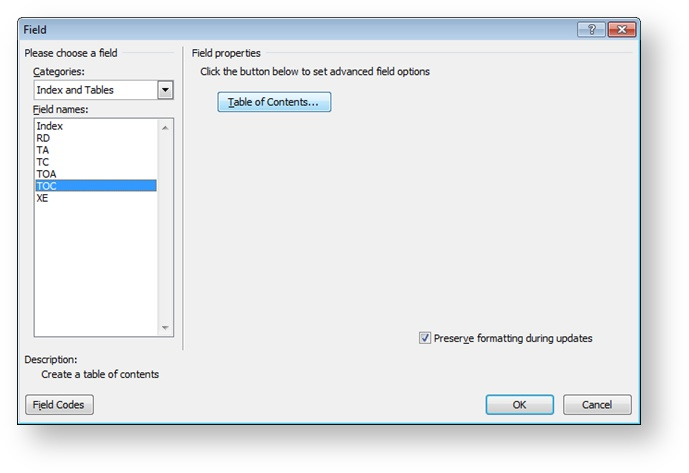 Field
Please choose a field
Categories:
Index and Tables
Field names:
Index
RD
TA
TC
TOA
TOC
XE
Field properties
Click the button below to set advanced field options
Table of Contents...
Preserve formatting during updates
Description:
Create a table of contents
Field Codes
OK
Cancel